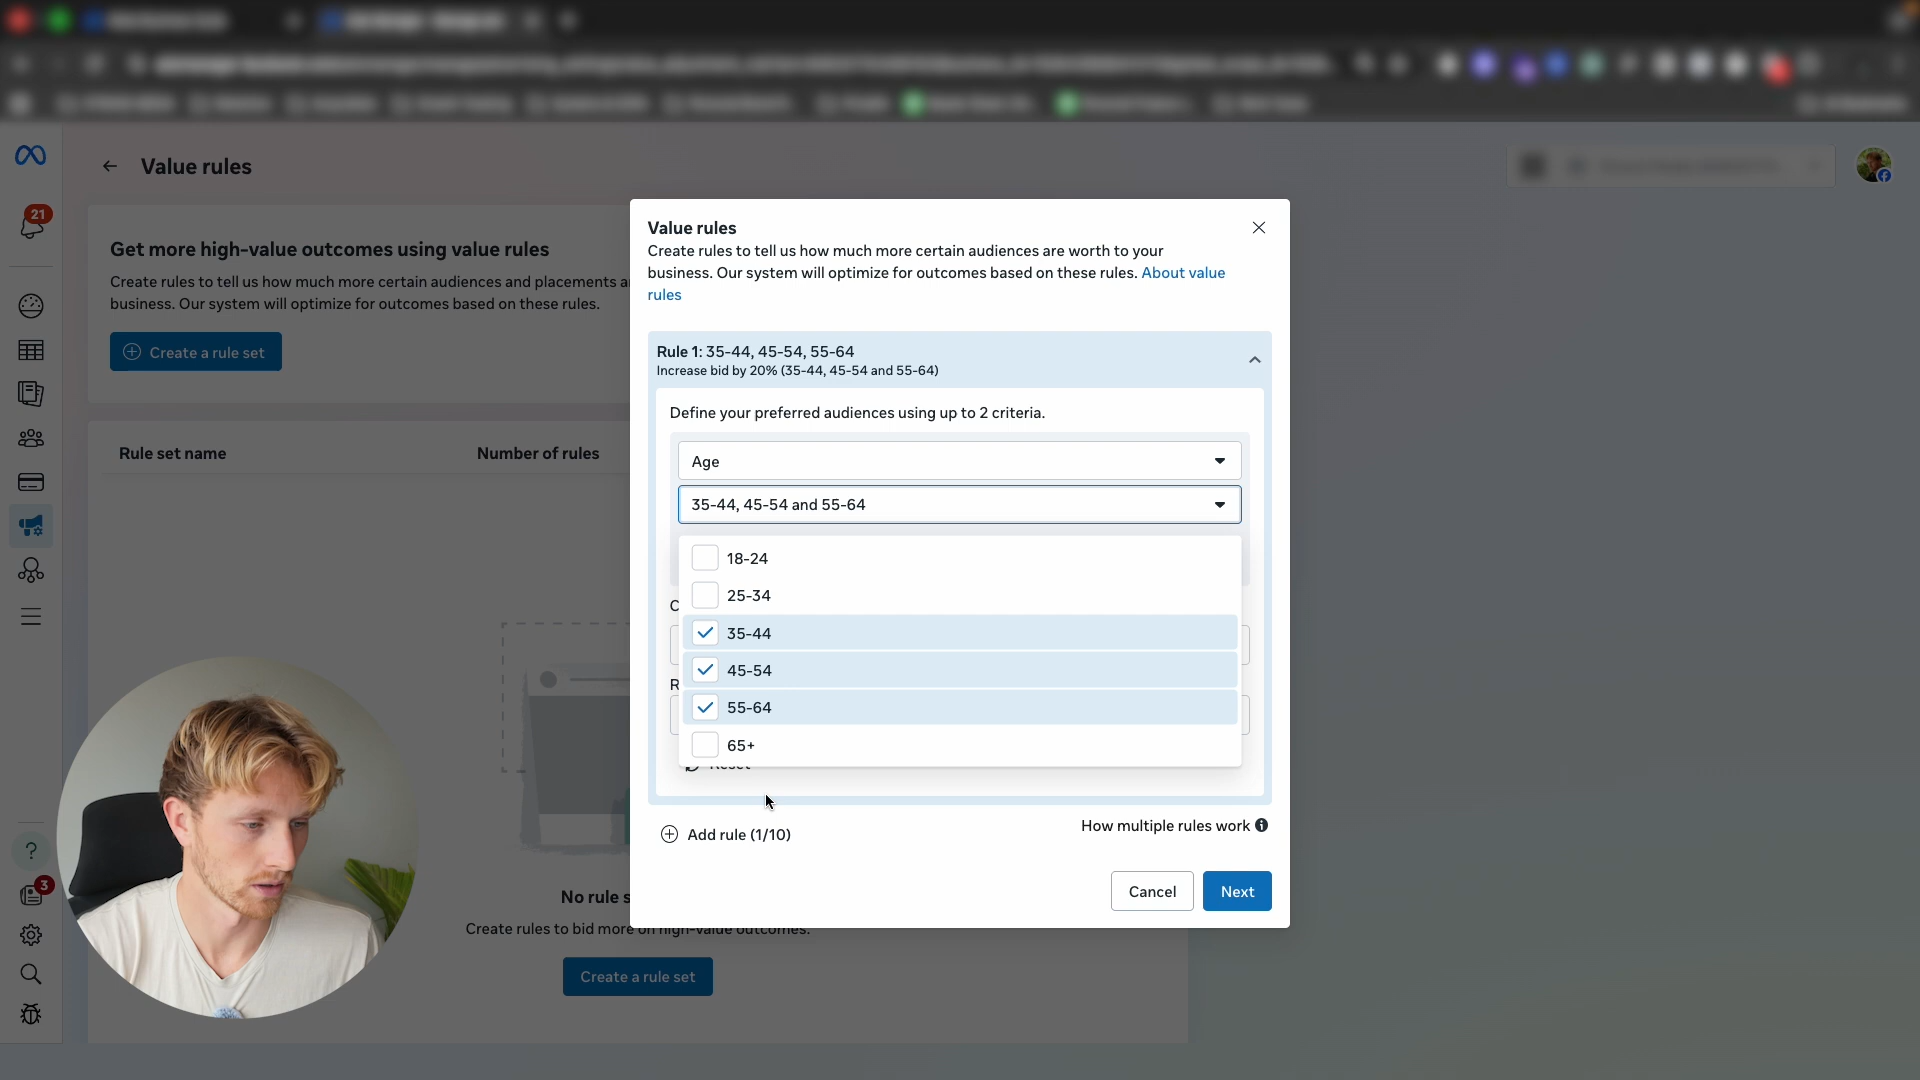 Value rules
21
Get more high-value outcomes using value rules
Create rules to tell us how much more certain audiences and placements
business. Our system will optimize for outcomes based on these rules.
Create a rule set
Rule set name
Number of rules
No rule
Create rules to bid more on high-value outcomes.
Create a rule set
3
?
Value rules
Create rules to tell us how much more certain audiences are worth to your
business. Our system will optimize for outcomes based on these rules. About value
rules
Rule 1: 35-44, 45-54, 55-64
Increase bid by 20% (35-44, 45-54 and 55-64)
Define your preferred audiences using up to 2 criteria.
Age
35-44, 45-54 and 55-64
18-24
25-34
35-44
45-54
55-64
65+
Reset
Add rule (1/10)
How multiple rules work
Cancel
Next